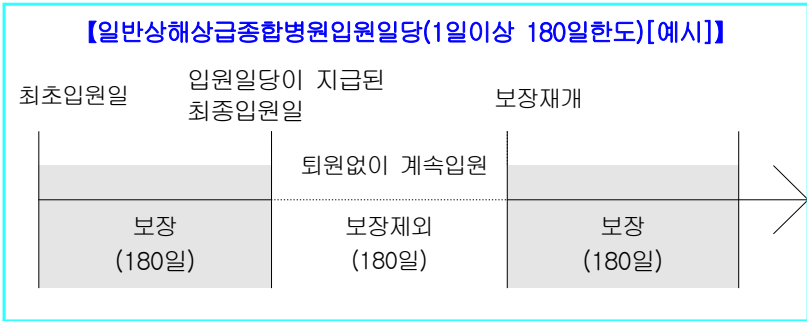 【일반상해상급종합병원입원일당(1일이상 180일한도)[예시]】
최초입원일
입원일당이 지급된
최종입원일
보장재개
퇴원없이 계속입원
보장
(180일)
보장제외
(180일)
보장
(180일)